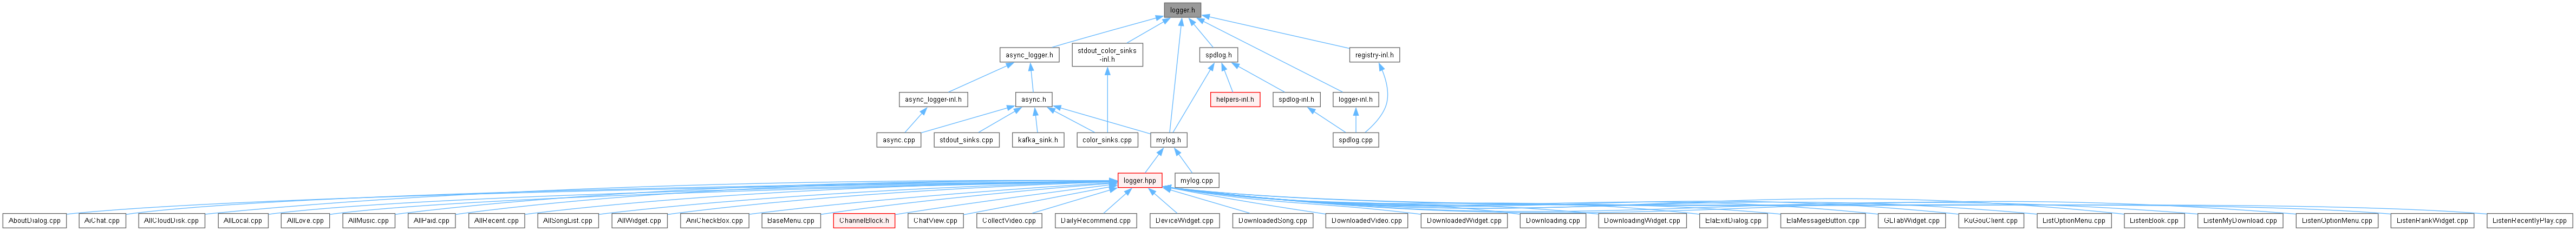 logger.h
async_logger.h
stdout_color_sinks
-inl.h
spdlog.h
registry-inl.h
async_logger-inl.h
async.h
helpers-inl.h
spdlog-inl.h
logger-inl.h
async.cpp
stdout_sinks.cpp
kafka_sink.h
color_sinks.cpp
mylog.h
spdlog.cpp
logger.hpp
mylog.cpp
AboutDialog.cpp
AiChat.cpp
AllCloudDisk.cpp
AllLocal.cpp
AllLove.cpp
AllMusic.cpp
AllPaid.cpp
AllRecent.cpp
AllSongList.cpp
AllWidget.cpp
AniCheckBox.cpp
BaseMenu.cpp
ChannelBlock.h
ChatView.cpp
CollectVideo.cpp
DailyRecommend.cpp
DeviceWidget.cpp
DownloadedSong.cpp
DownloadedVideo.cpp
DownloadedWidget.cpp
Downloading.cpp
DownloadingWidget.cpp
ElaExitDialog.cpp
ElaMessageButton.cpp
GLTabWidget.cpp
KuGouClient.cpp
ListOptionMenu.cpp
ListenBook.cpp
ListenMyDownload.cpp
ListenOptionMenu.cpp
ListenRankWidget.cpp
ListenRecentlyPlay.cpp